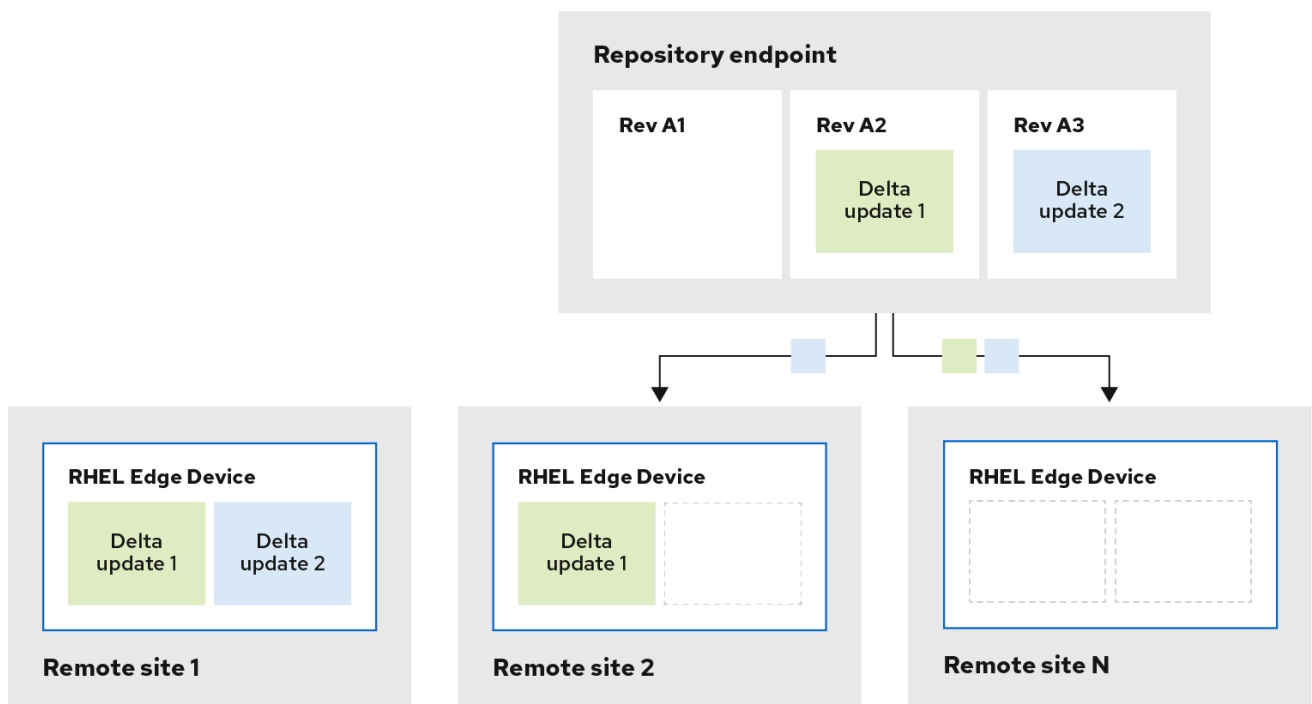 Repository endpoint
Rev A1
Rev A2
Rev A3
Delta
update 1
Delta
update 2
RHEL Edge Device
Delta
update 1
Delta
update 2
Remote site 1
RHEL Edge Device
Delta
update 1
Remote site 2
RHEL Edge Device
Remote site N